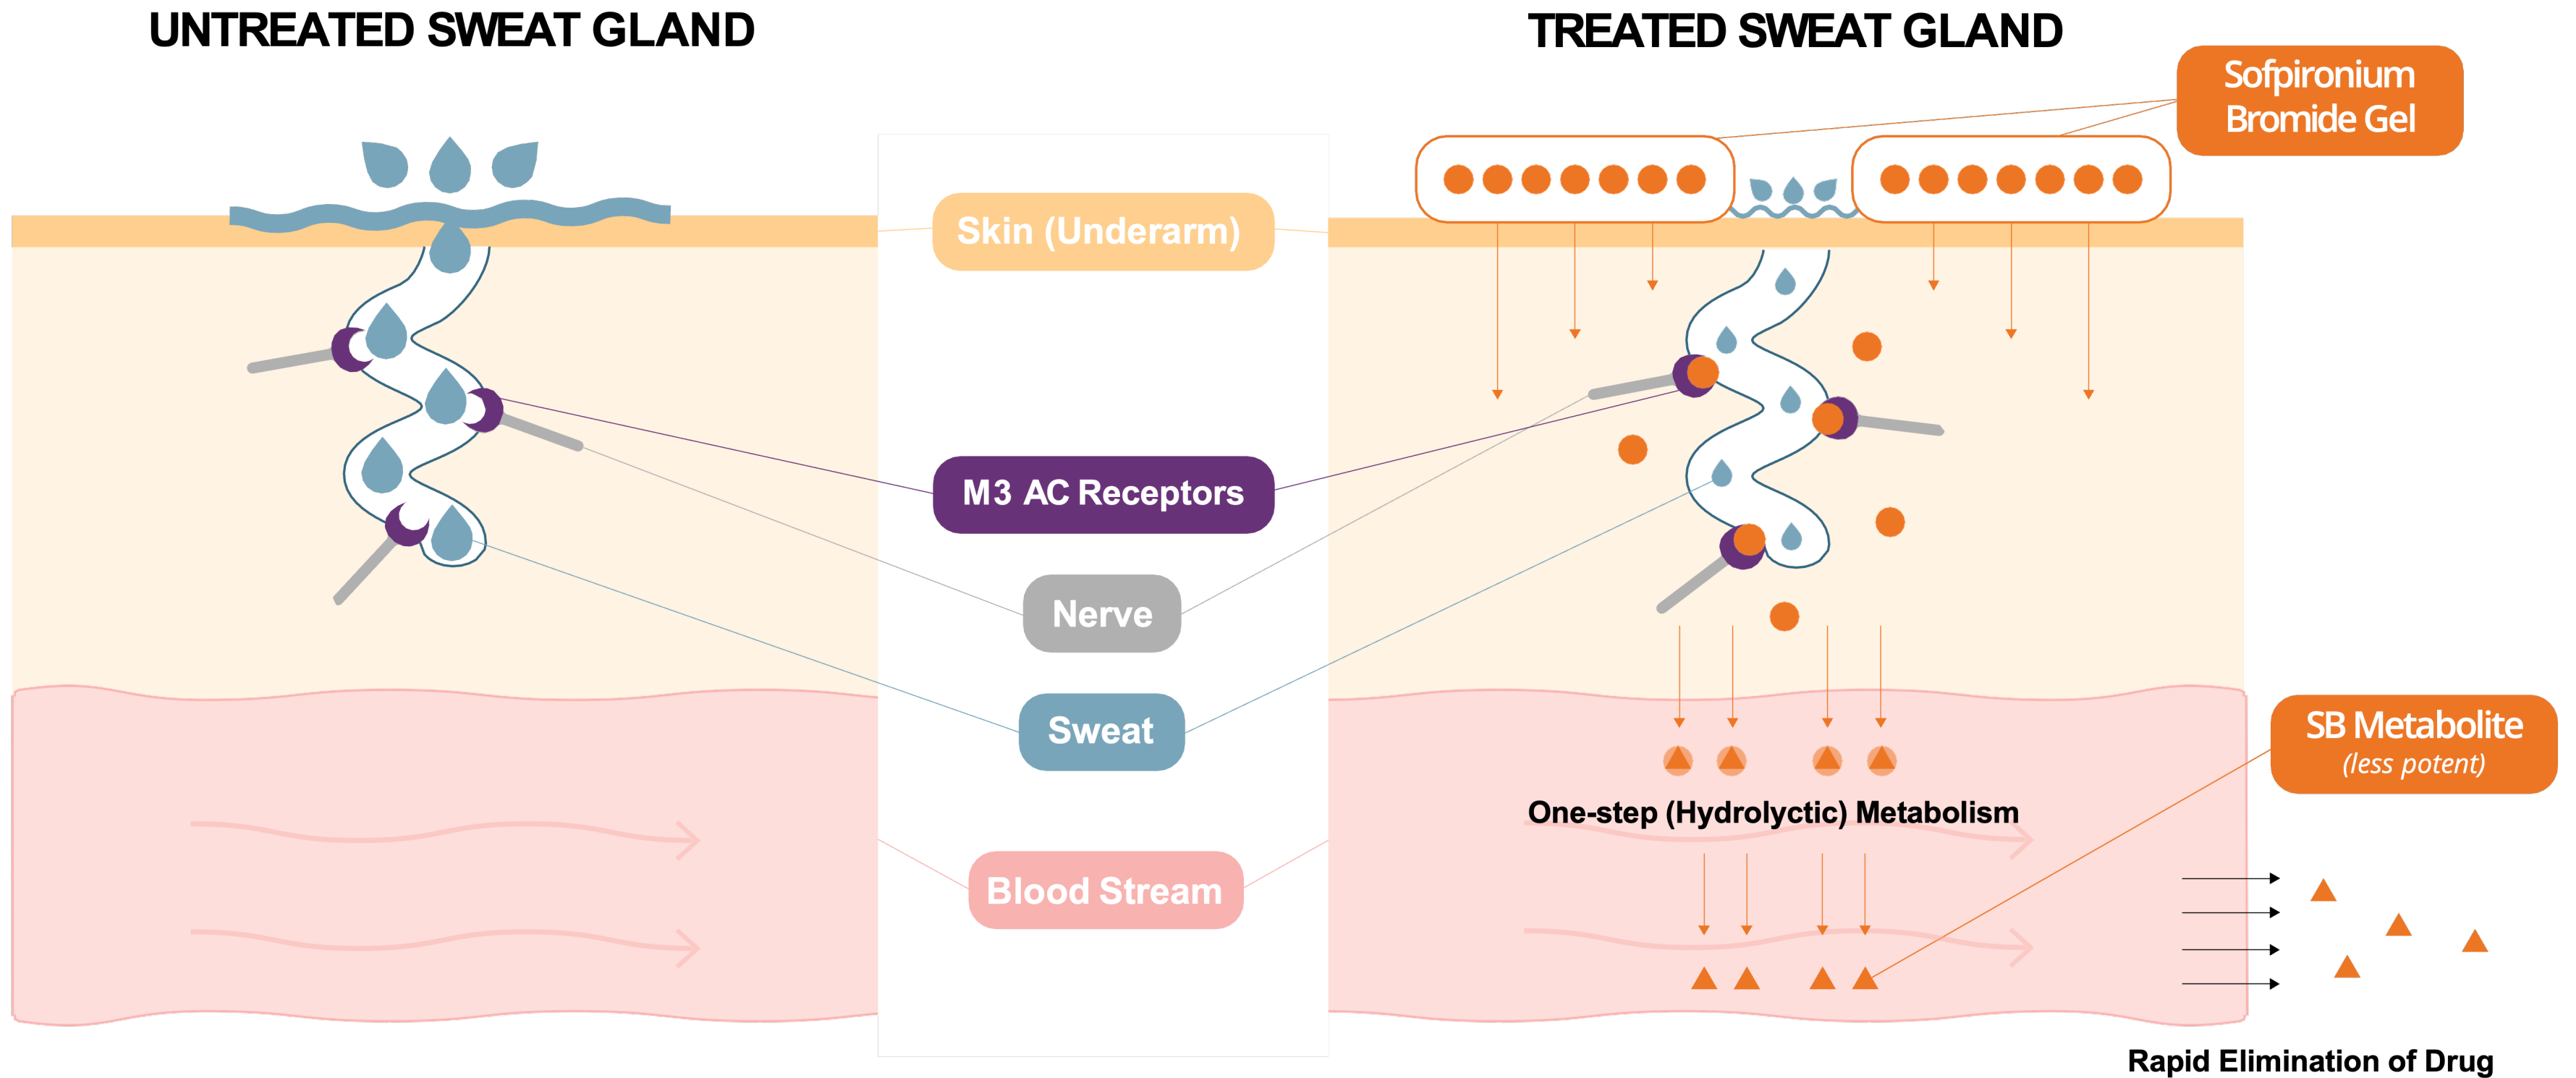 UNTREATED SWEAT GLAND
TREATED SWEAT GLAND
Sofpironium
Bromide Gel
Skin (Underarm)
M3 AC Receptors
Nerve
Sweat
Blood Stream
SB Metabolite
(less potent)
One-step (Hydrolyctic) Metabolism
Rapid Elimination of Drug